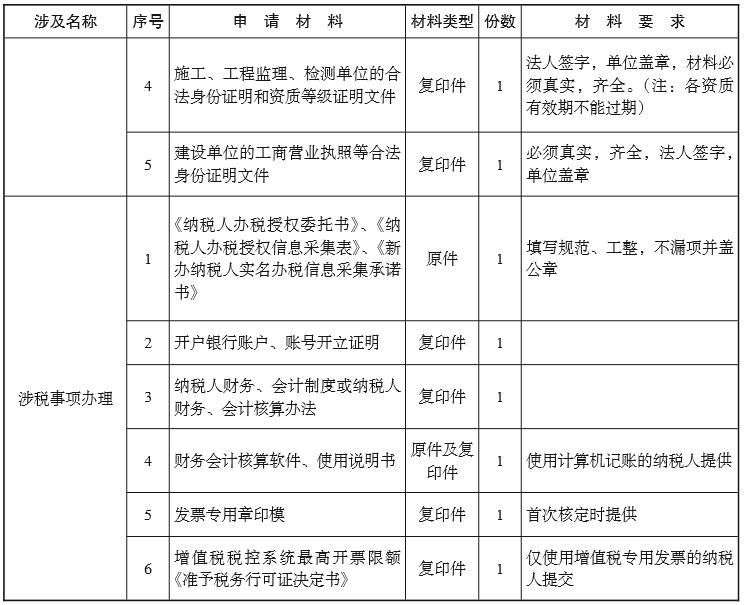 涉及名称 序号 申请材料 材料类型 份数 材料要求
4 施工、工程监理、检测单位的合
法身份证明和资质等级证明文件 复印件 1 法人签字，单位盖章，材料必
须真实，齐全。（注：各资质
有效期不能过期）
5 建设单位的工商营业执照等合法
身份证明文件 复印件 1 必须真实，齐全，法人签字，
单位盖章
涉税事项办理
1 《纳税人办税授权委托书》、《纳
税人办税授权信息采集表》、《新
办纳税人实名办税信息采集承诺
书》 原件 1 填写规范、工整，不漏项并盖
公章
2 开户银行账户、账号开立证明 复印件 1
3 纳税人财务、会计制度或纳税人
财务、会计核算办法 复印件 1
4 财务会计核算软件、使用说明书 原件及复
印件 1 使用计算机记账的纳税人提供
5 发票专用章印模 复印件 1 首次核定时提供
6 增值税税控系统最高开票限额
《准予税务行可证决定书》 复印件 1 仅使用增值税专用发票的纳税
人提交